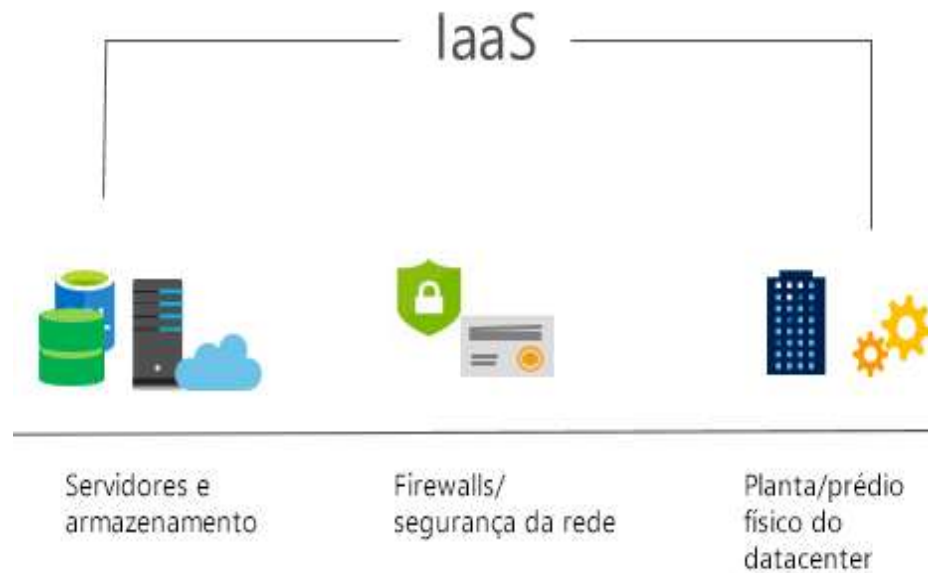 IaaS
Servidores e
armazenamento
Firewalls/
segurança da rede
Planta/prédio
físico do
datacenter